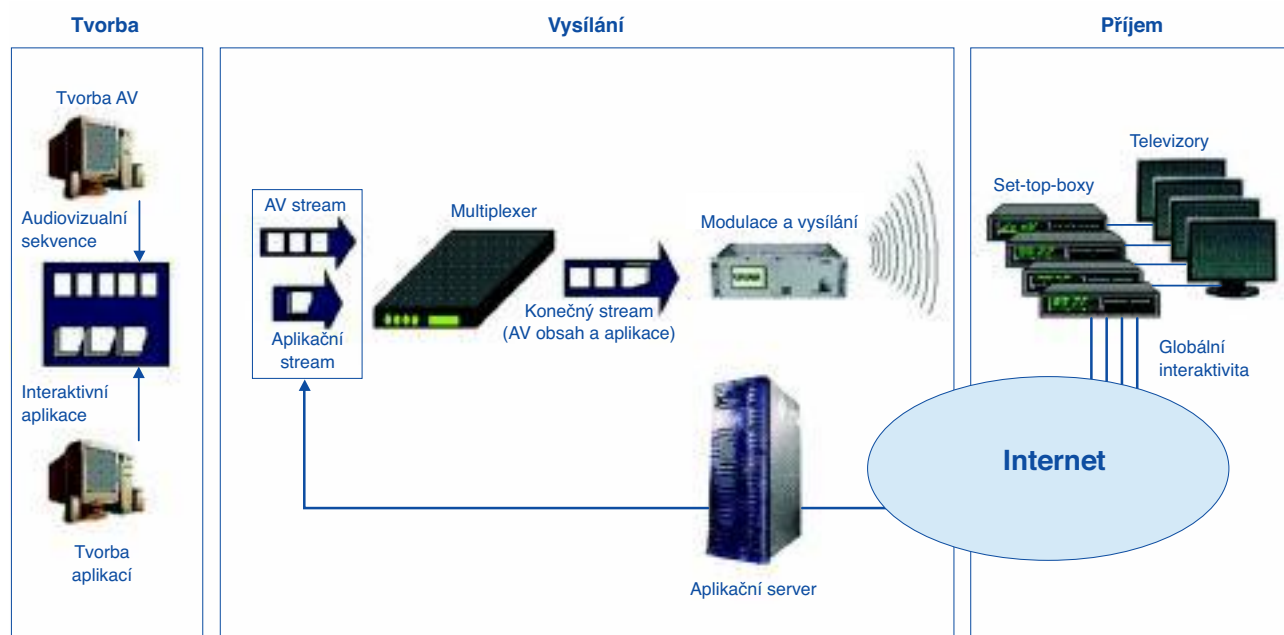 Tvorba
Vysílání
Příjem
Tvorba AV
Audiovizualní
sekvence
Interaktivní
aplikace
Tvorba
aplikací
AV stream
Aplikační
stream
Multiplexer
Konečný stream
(AV obsah a aplikace)
Modulace a vysílání
Aplikační server
Televizory
Set-top-boxy
Globální
interaktivita
Internet